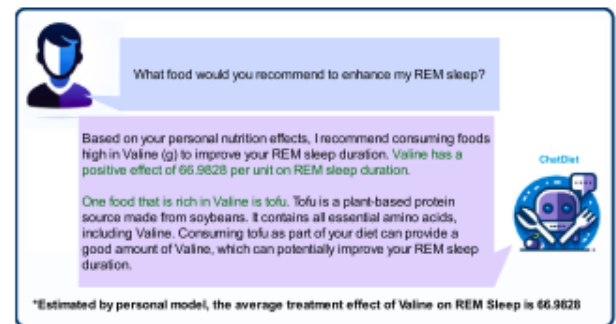 What food would you recommend to enhance my REM sleep?
Based on your personal nutrition effects, I recommend consuming foods
high in Valine (g) to improve your REM sleep duration. Valine has a
positive effect of 66.9828 per unit on REM sleep duration.
ChatDiet
One food that is rich in Valine is tofu. Tofu is a plant-based protein
source made from soybeans. It contains all essential amino acids,
including Valine. Consuming tofu as part of your diet can provide a
good amount of Valine, which can potentially improve your REM sleep
duration.
*Estimated by personal model, the average treatment effect of Valine on REM Sleep is 66.9828